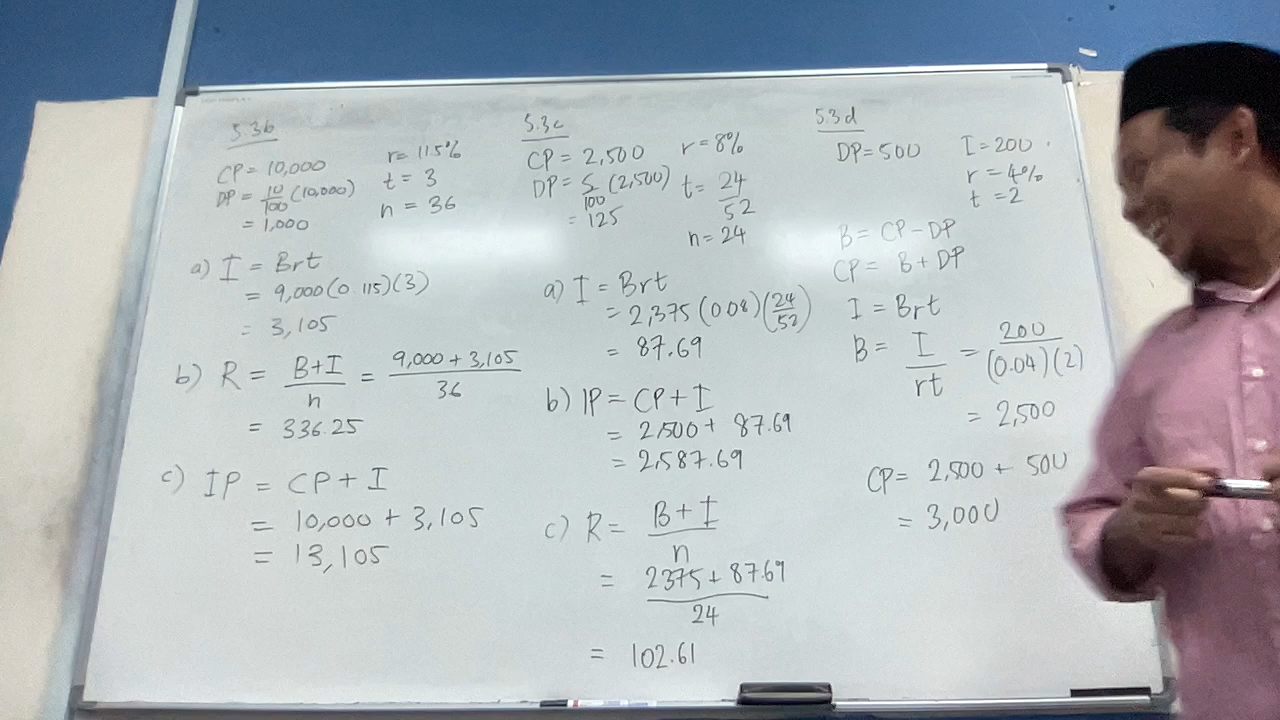 5.3b
CP = 10,000
DP = 10/100 (10,000)
= 1,000
r = 11.5%
t = 3
n = 36
a) I = Brt
= 9,000(0.115)(3)
= 3,105
b) R = B+I/n = 9,000 + 3,105/36
= 336.25
c) IP = CP + I
= 10,000 + 3,105
= 13,105
5.3c
CP = 2,500
DP = 5/100 (2,500)
= 125
r = 8%
t = 24/52
n = 24
a) I = Brt
= 2,375 (0.08)(24/52)
= 87.69
b) IP = CP + I
= 2,500 + 87.69
= 2,587.69
c) R = B + I/n
= 2375 + 87.69/24
= 102.61
5.3d
DP = 500
I = 200
r = 4%
t = 2
B = CP - DP
CP = B + DP
I = Brt
B = I/rt = 200/(0.04)(2)
= 2,500
CP = 2,500 + 500
= 3,000